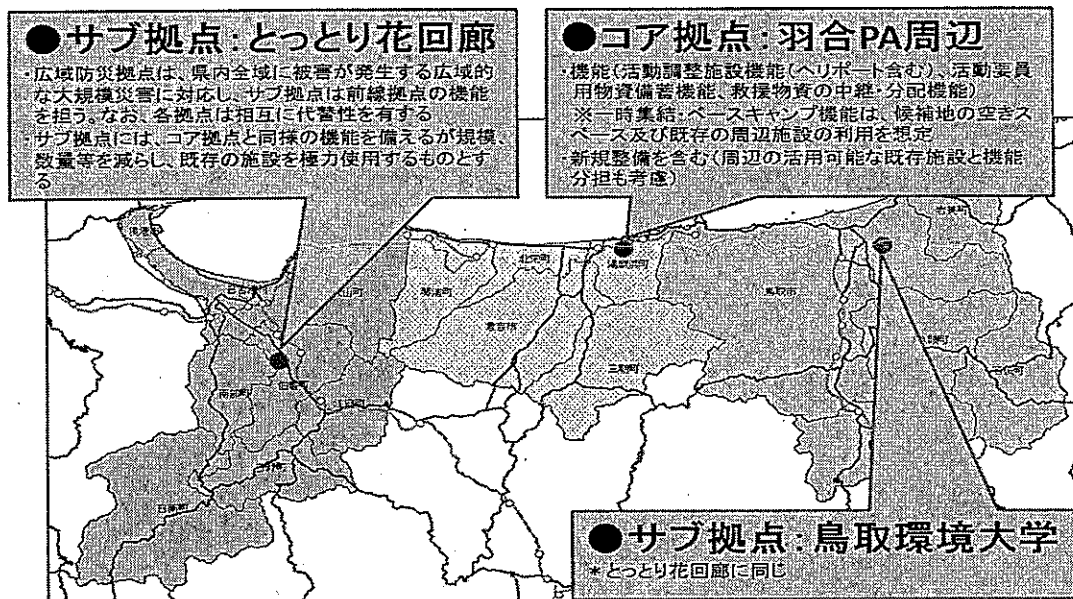 ●サブ拠点:とっとり花回廊
・広域防災拠点は、県内全域に被害が発生する広域的
な大規模災害に対応し、サブ拠点は前線拠点の機能
を担う。なお、各拠点は相互に代替性を有する
・サブ拠点には、コア拠点と同様の機能を備えるが規模、
数量等を減らし、既存の施設を極力使用するものとす
る
●コア拠点:羽合PA周辺
・機能(活動調整施設機能(ヘリポート含む)、活動要員
用物資備蓄機能、救援物資の中継・分配機能)
※一時集結・ベースキャンプ機能は、候補地の空きス
ペース及び既存の周辺施設の利用を想定
・新規整備を含む(周辺の活用可能な既存施設と機能
分担も考慮)
北栄町
琴浦町
倉吉市
三朝町
鳥取市
南部町
日南町
●サブ拠点:鳥取環境大学
* とっとり花回廊に同じ